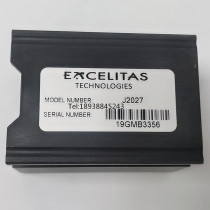 EXCELITAS
TECHNOLOGIES
MODEL NUMBER: J2027
Tel:18938845243
SERIAL NUMBER:
19GMB3356